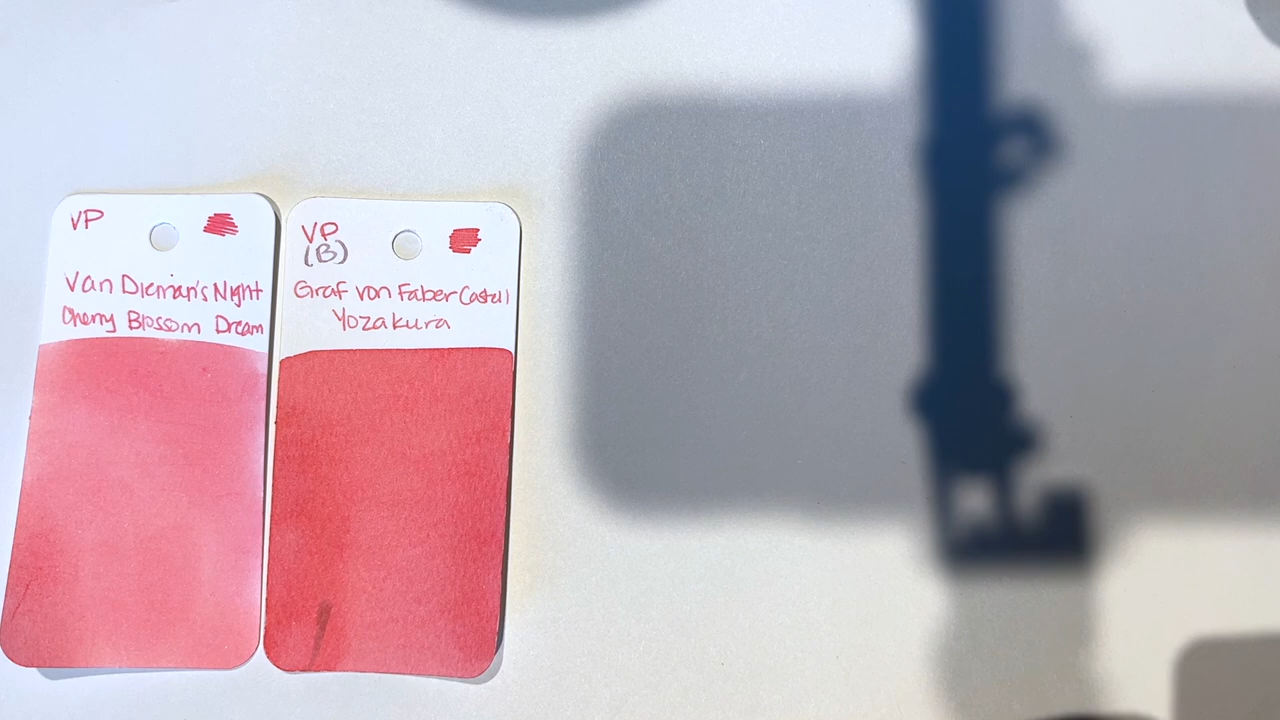 VP
Van Dieman's Night
Cherry Blossom Dream
VP
(B)
Graf von Faber Castell
Yozakura